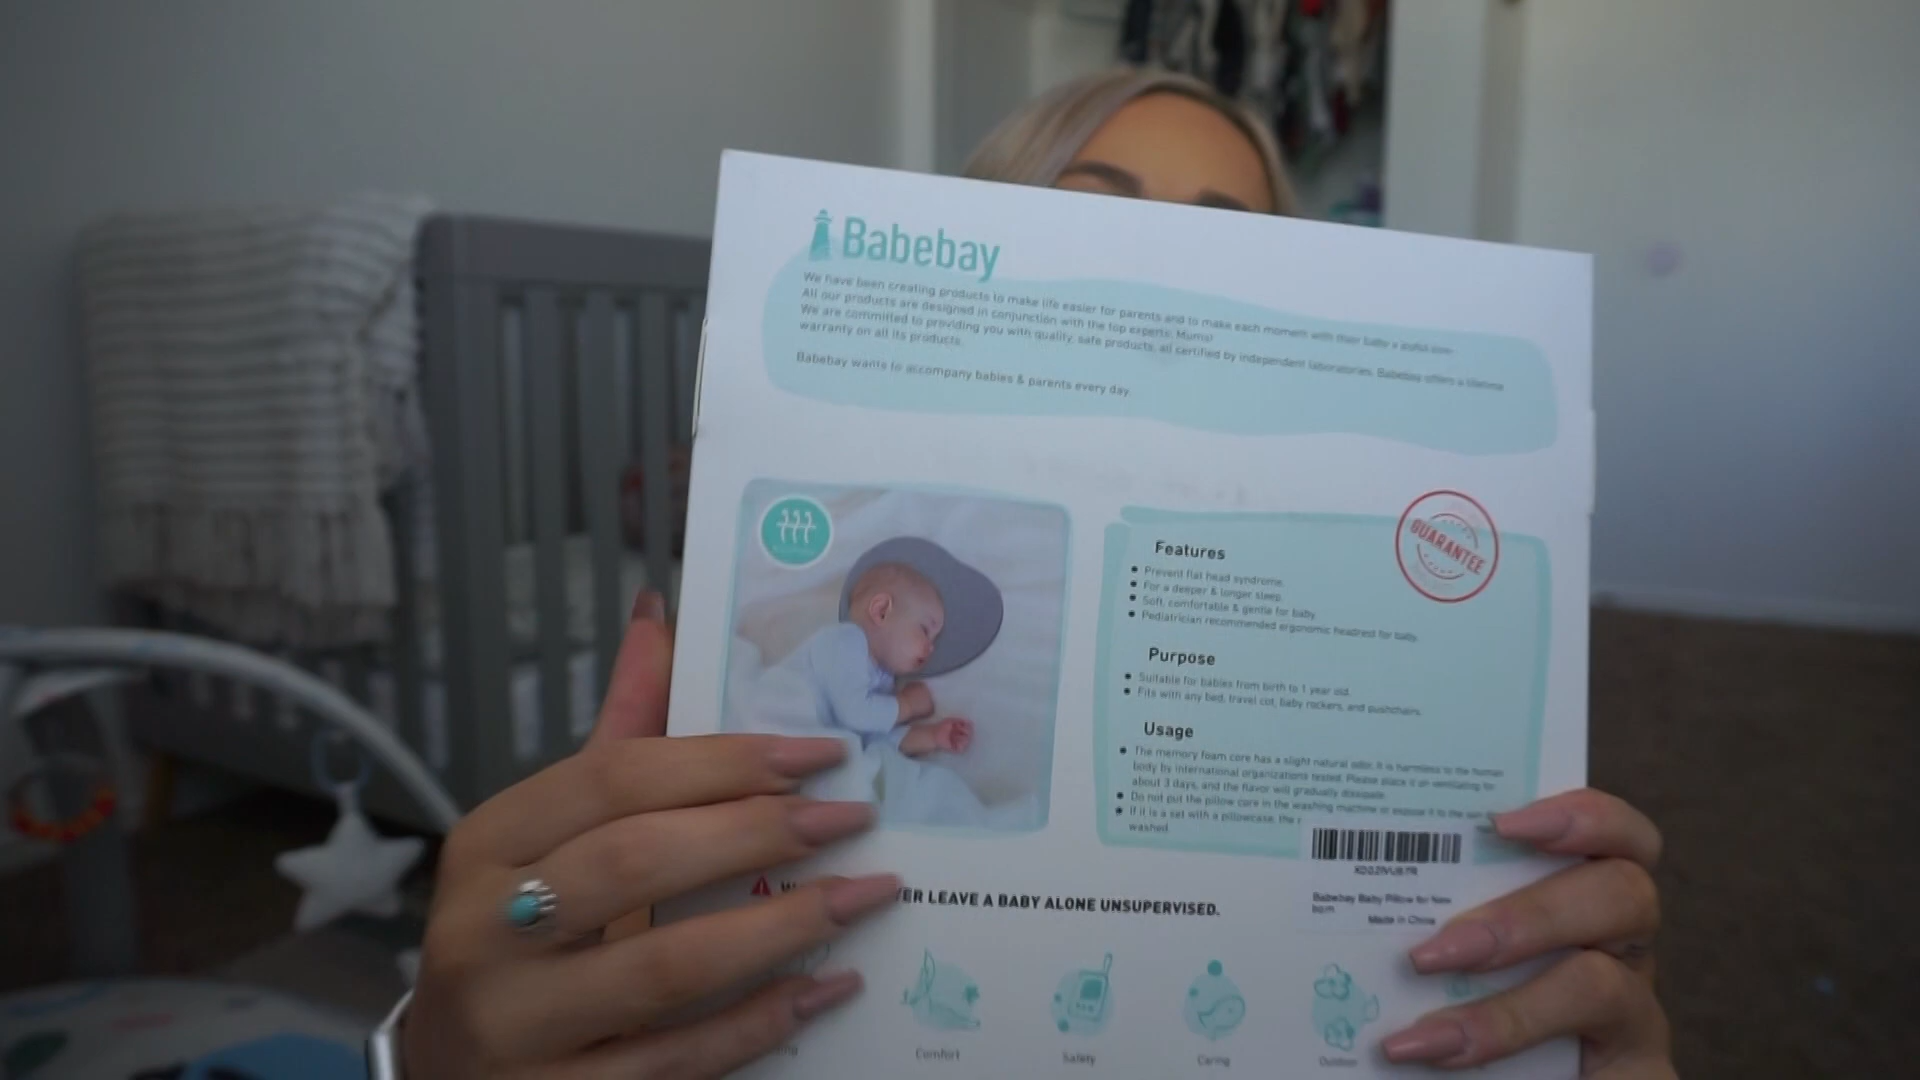 Babebay
We have been creating products to make life easier for parents and to make each moment with their baby a joyful one.
All our products are designed in conjunction with the top experts: Mums!
We are committed to providing you with quality, safe products, all certified by independent laboratories. Babebay offers a lifetime
warranty on all its products.
Babebay wants to accompany babies & parents every day
GUARANTEE
Features
Prevent flat head syndrome.
For a deeper & longer sleep.
Soft, comfortable & gentle for baby.
Pediatrician recommended ergonomic headrest for baby.
Purpose
Suitable for babies from birth to 1 year old.
Fits with any bed, travel cot, baby rockers, and pushchairs.
Usage
The memory foam core has a slight natural odor. It is harmless to the human
body by international organizations tested. Please place it on ventilating for
about 3 days, and the flavor will gradually dissipate.
Do not put the pillow core in the washing machine or expose it to the sun
If it is a set with a pillowcase, the
washed.
Babebay Baby Pillow for New
born
Made in China
ER LEAVE A BABY ALONE UNSUPERVISED.
Comfort
Safety
Caring
Outdoor